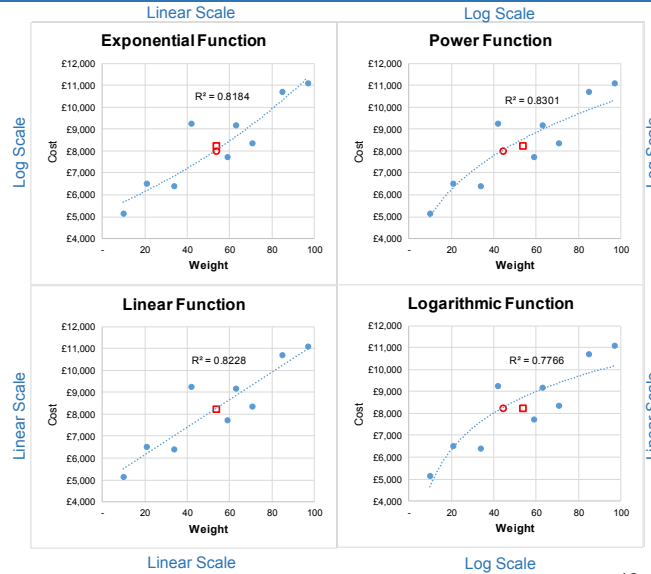 Linear Scale
Log Scale
Exponential Function
£12,000
£11,000
£10,000
£9,000
£8,000
£7,000
£6,000
£5,000
£4,000
R² = 0.8184
Cost
Log Scale
- 20 40 60 80 100
Weight
Power Function
£12,000
£11,000
£10,000
£9,000
£8,000
£7,000
£6,000
£5,000
£4,000
R² = 0.8301
Cost
Log Scale
- 20 40 60 80 100
Weight
Linear Function
£12,000
£11,000
£10,000
£9,000
£8,000
£7,000
£6,000
£5,000
£4,000
R² = 0.8228
Cost
Linear Scale
- 20 40 60 80 100
Weight
Logarithmic Function
£12,000
£11,000
£10,000
£9,000
£8,000
£7,000
£6,000
£5,000
£4,000
R² = 0.7766
Cost
Linear Scale
- 20 40 60 80 100
Weight
Linear Scale
Log Scale